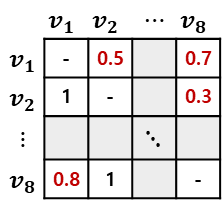 v₁ v₂ ⋯ v₈
v₁ - 0.5 0.7
v₂ 1 - 0.3
⋮ ⋱
v₈ 0.8 1 -